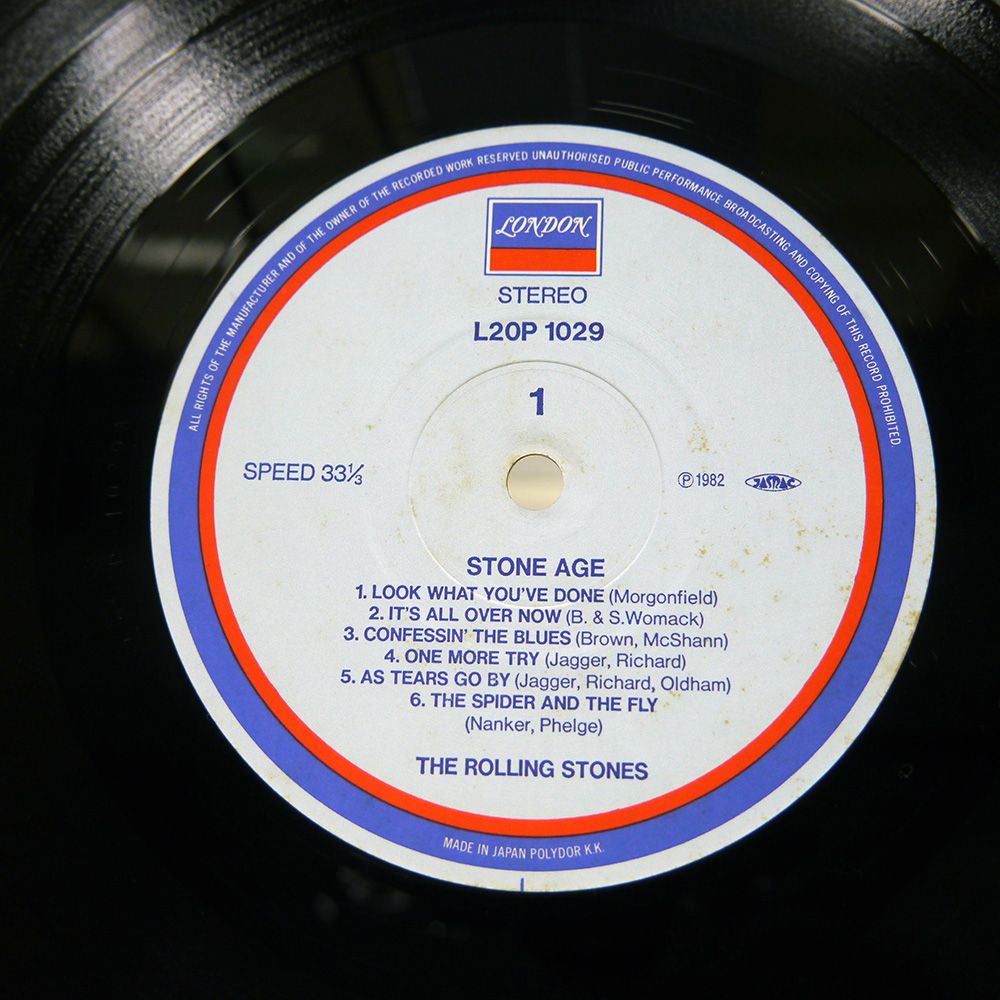 ALL RIGHTS OF THE MANUFACTURER AND OF THE OWNER OF THE RECORDED WORK RESERVED UNAUTHORISED PUBLIC PERFORMANCE BROADCASTING AND COPYING OF THIS RECORD PROHIBITED.
LONDON
STEREO
L20P 1029
1
SPEED 33⅓
℗ 1982 JASRAC
STONE AGE
1. LOOK WHAT YOU'VE DONE (Morgonfield)
2. IT'S ALL OVER NOW (B. & S.Womack)
3. CONFESSIN' THE BLUES (Brown, McShann)
4. ONE MORE TRY (Jagger, Richard)
5. AS TEARS GO BY (Jagger, Richard, Oldham)
6. THE SPIDER AND THE FLY
(Nanker, Phelge)
THE ROLLING STONES
MADE IN JAPAN POLYDOR K.K.